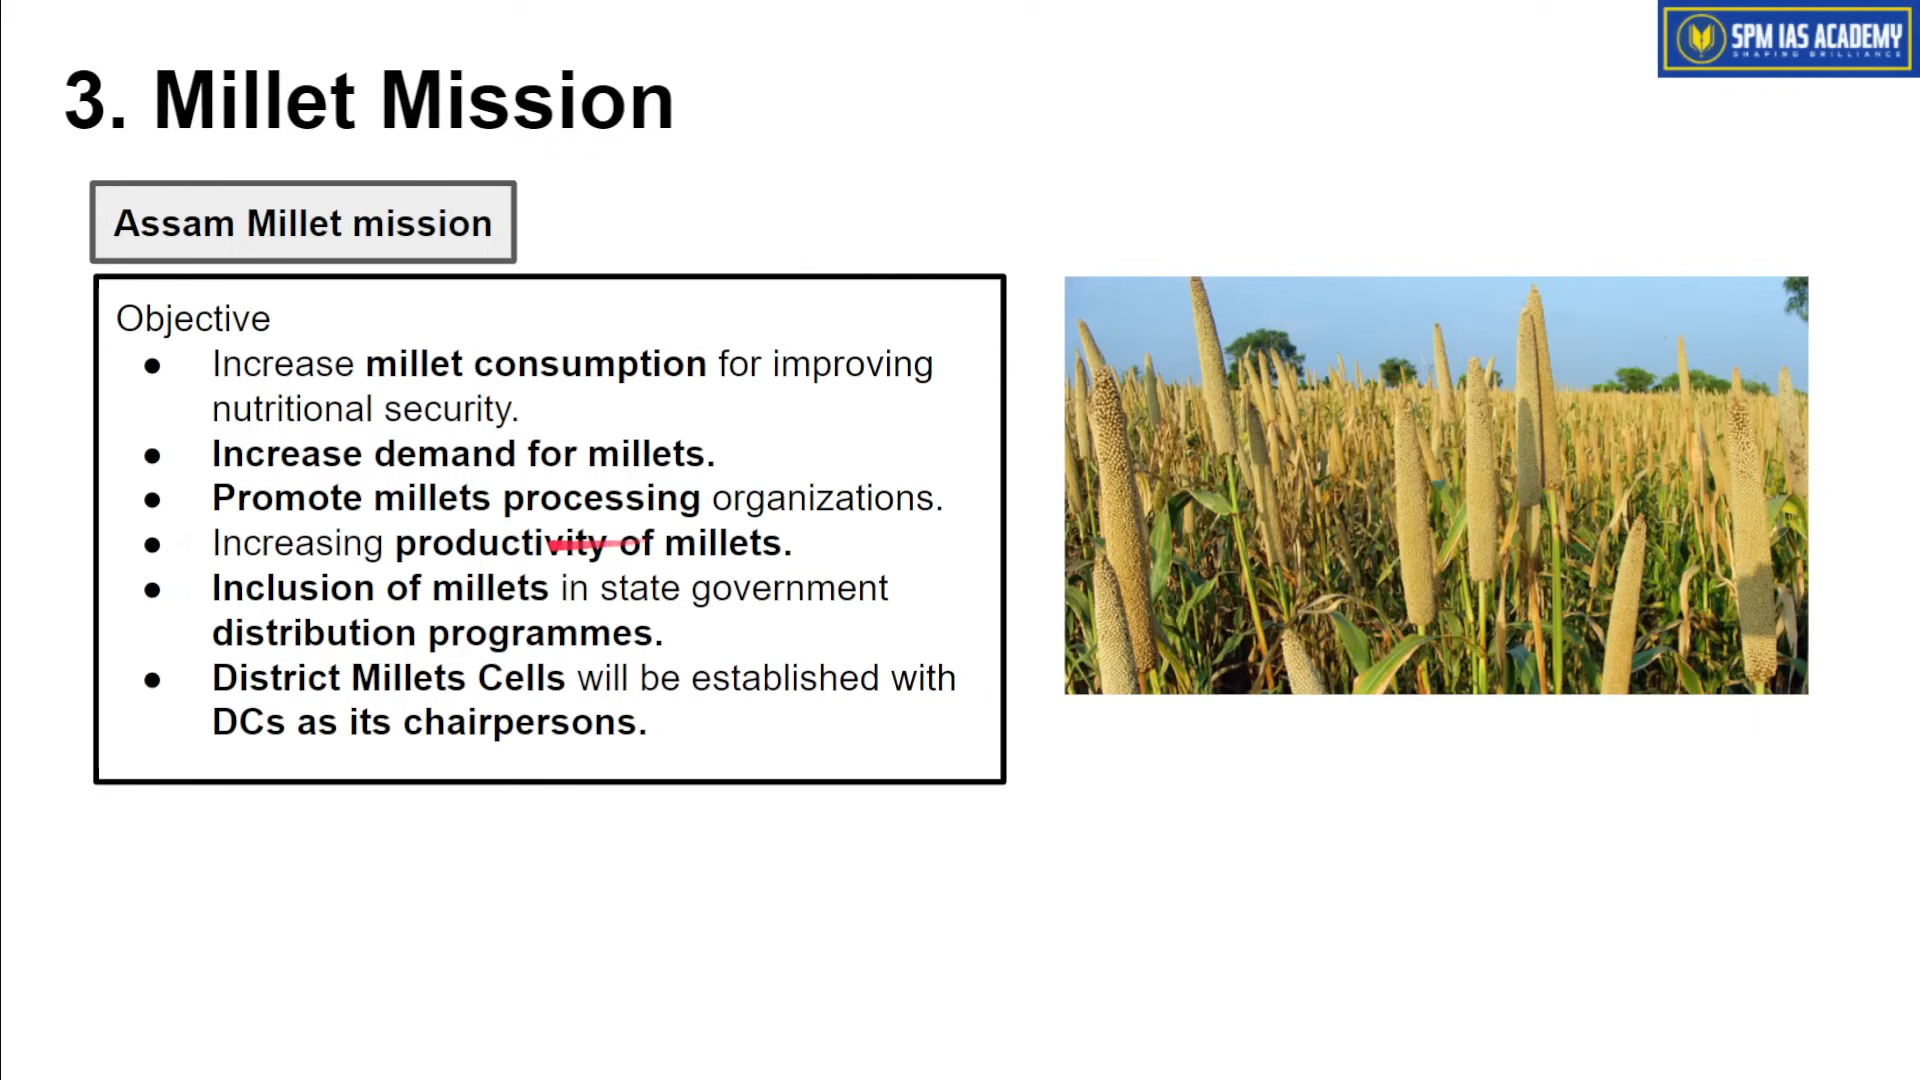 SPM IAS ACADEMY
SHAPING BRILLIANCE
3. Millet Mission
Assam Millet mission
Objective
● Increase millet consumption for improving
nutritional security.
● Increase demand for millets.
● Promote millets processing organizations.
● Increasing productivity of millets.
● Inclusion of millets in state government
distribution programmes.
● District Millets Cells will be established with
DCs as its chairpersons.